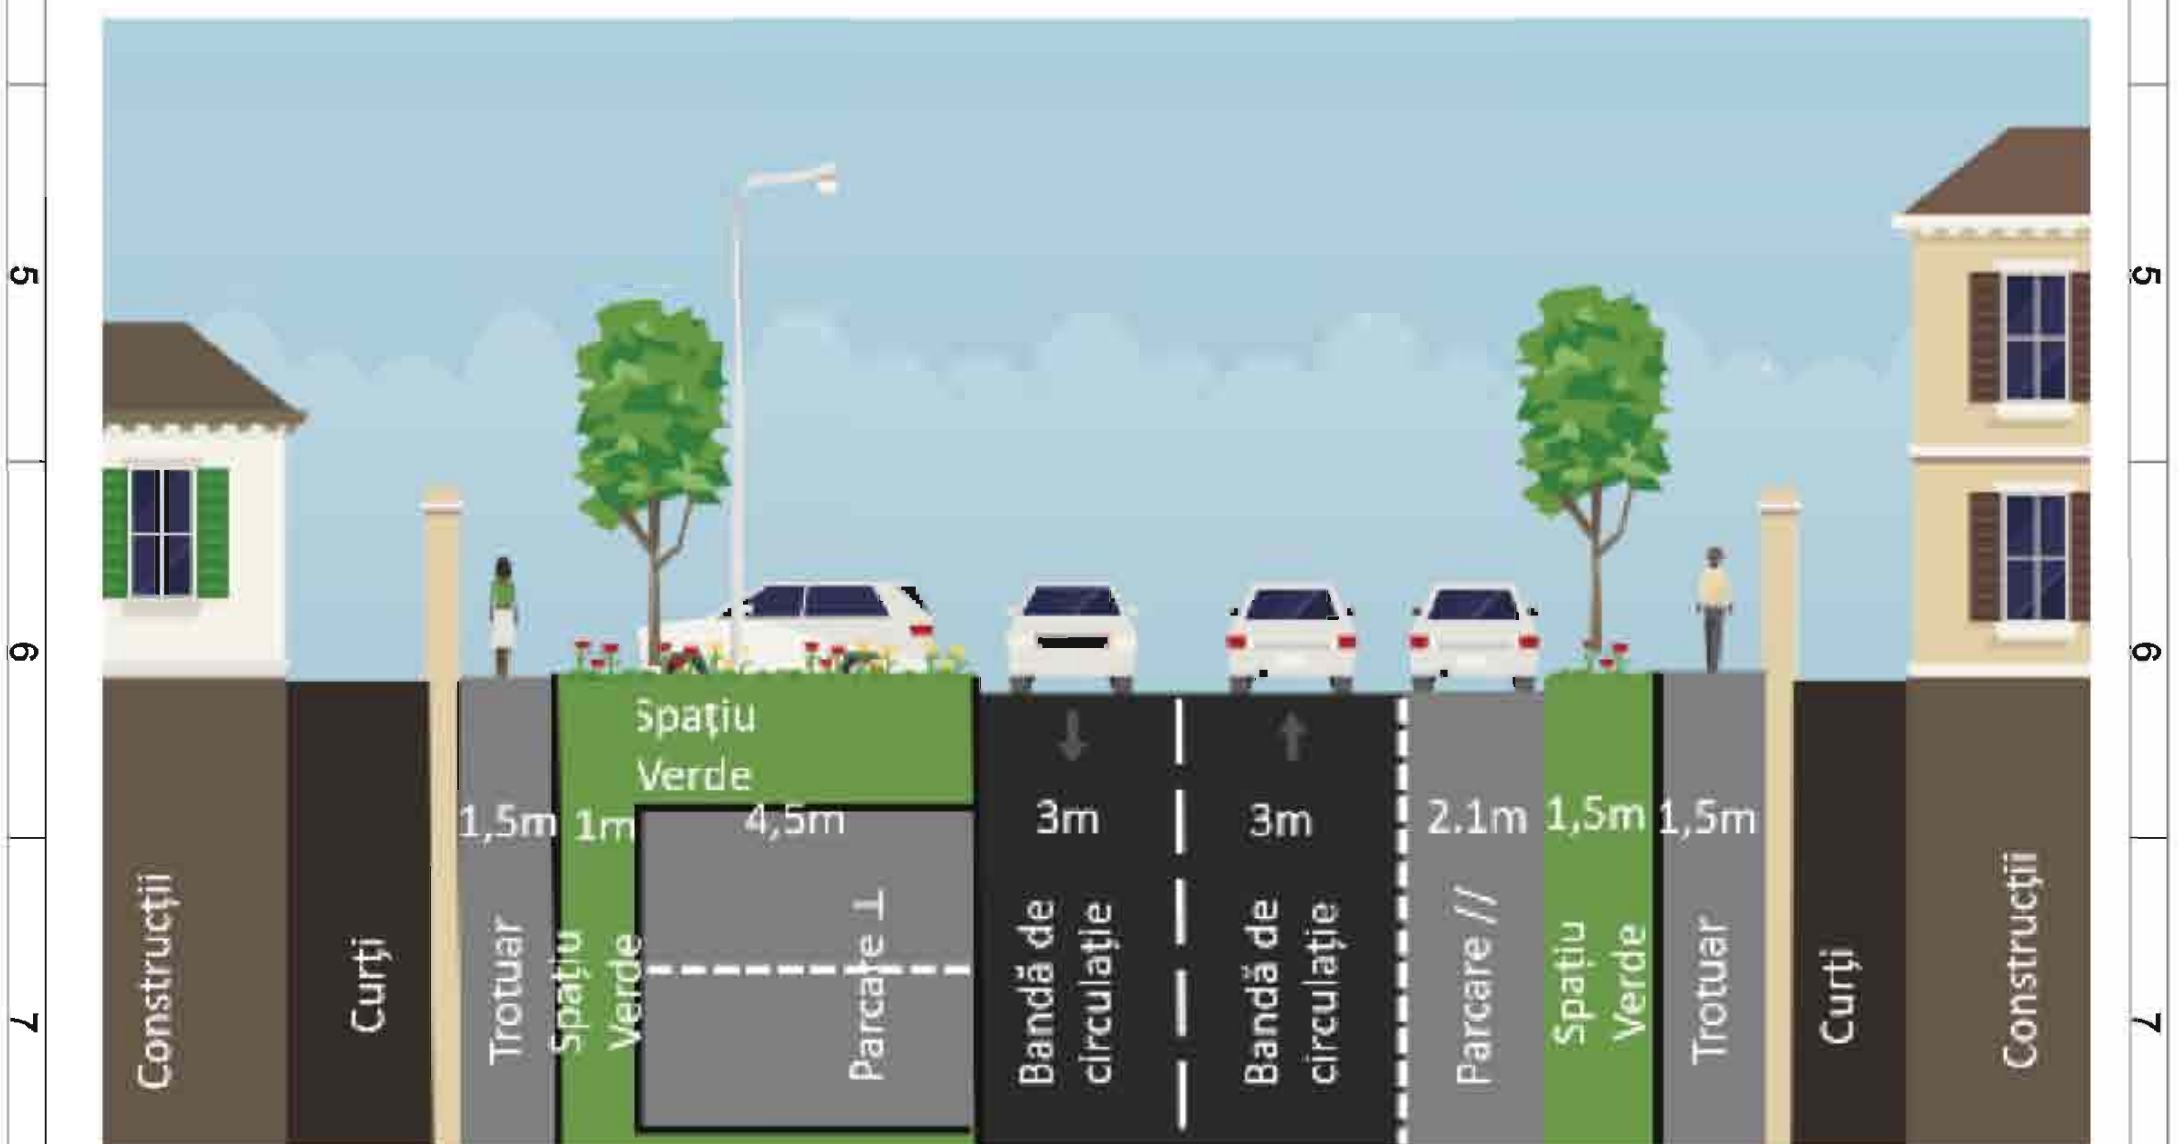 5
5
6
6
7
7
Spațiu
Verde
1,5m
1m
4,5m
3m
3m
2.1m
1,5m
1,5m
Construcții
Curți
Trotuar
Spațiu
Verde
Parcare ⊥
Bandă de
circulație
Bandă de
circulație
Parcare //
Spațiu
Verde
Trotuar
Curți
Construcții